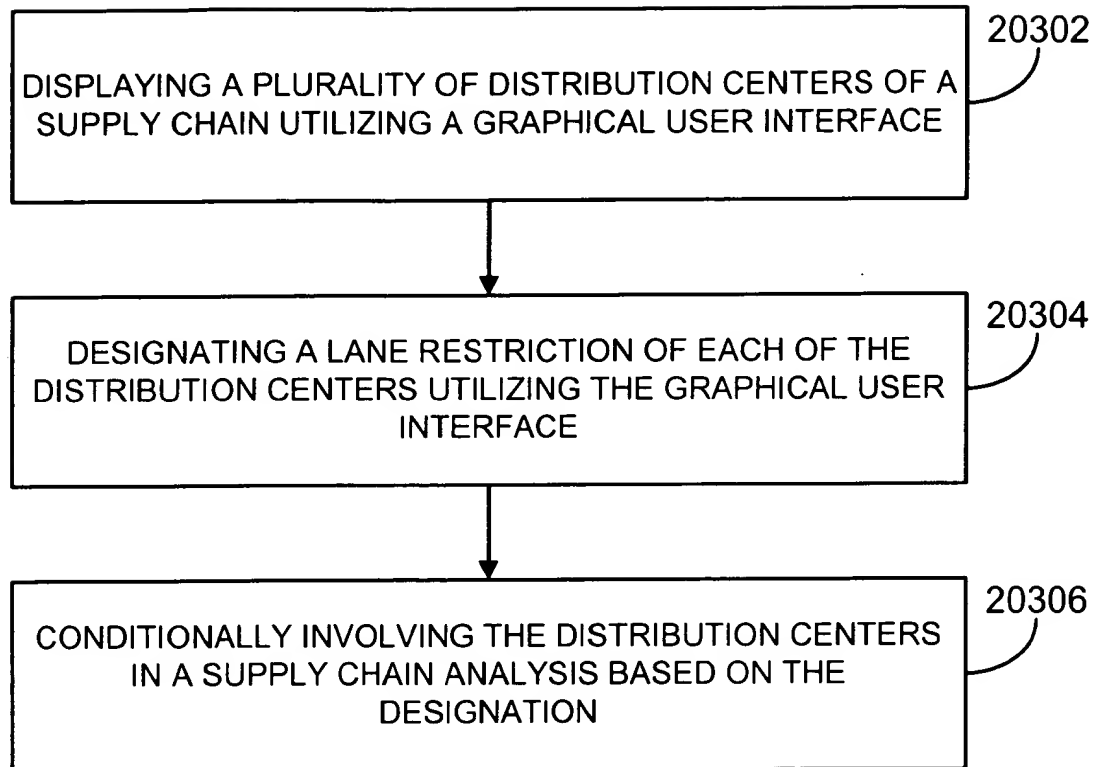 20302
DISPLAYING A PLURALITY OF DISTRIBUTION CENTERS OF A
SUPPLY CHAIN UTILIZING A GRAPHICAL USER INTERFACE
20304
DESIGNATING A LANE RESTRICTION OF EACH OF THE
DISTRIBUTION CENTERS UTILIZING THE GRAPHICAL USER
INTERFACE
20306
CONDITIONALLY INVOLVING THE DISTRIBUTION CENTERS
IN A SUPPLY CHAIN ANALYSIS BASED ON THE
DESIGNATION